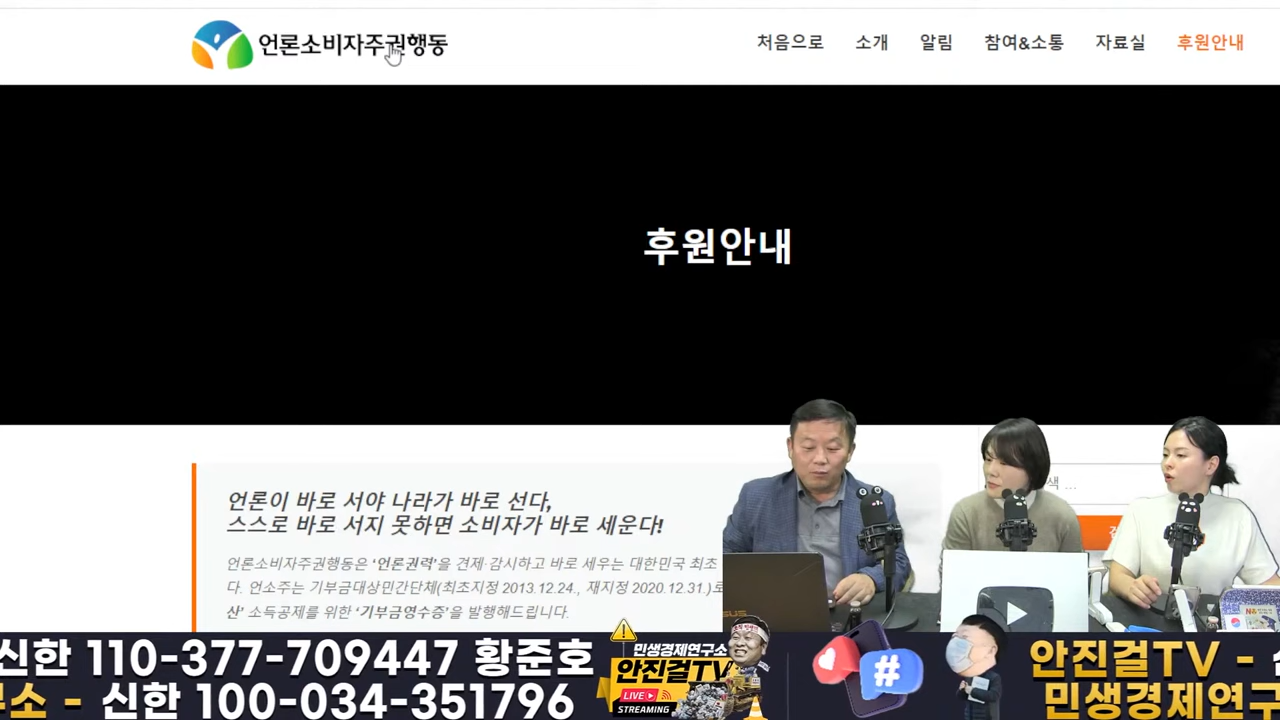 언론소비자주권행동
처음으로 소개 알림 참여&소통 자료실 후원안내
후원안내
언론이 바로 서야 나라가 바로 선다,
스스로 바로 서지 못하면 소비자가 바로 세운다!
언론소비자주권행동은 ‘언론권력’을 견제 감시하고 바로 세우는 대한민국 최초
다. 언소주는 기부금대상민간단체(최초지정 2013.12.24., 재지정 2020.12.31.)로
산’ 소득공제를 위한 ‘기부금영수증’을 발행해드립니다.
색 ...
신한 110-377-709447 황준호
구소 - 신한 100-034-351796
민생경제연구소
안진걸TV
LIVE
STREAMING
#
안진걸TV -
민생경제연구